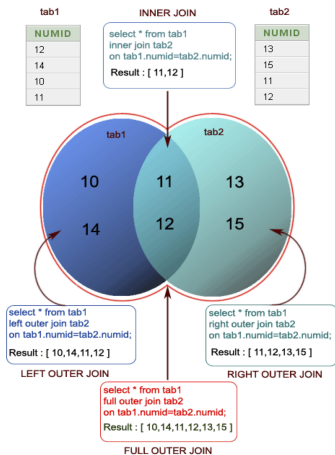 tab1
INNER JOIN
tab2
NUMID
12
14
10
11
select * from tab1
inner join tab2
on tab1.numid=tab2.numid;
Result : [ 11,12 ]
NUMID
13
15
11
12
tab1
tab2
10
11
13
14
12
15
select * from tab1
left outer join tab2
on tab1.numid=tab2.numid;
Result : [ 10,14,11,12 ]
LEFT OUTER JOIN
select * from tab1
right outer join tab2
on tab1.numid=tab2.numid;
Result : [ 11,12,13,15 ]
RIGHT OUTER JOIN
select * from tab1
full outer join tab2
on tab1.numid=tab2.numid;
Result : [ 10,14,11,12,13,15 ]
FULL OUTER JOIN